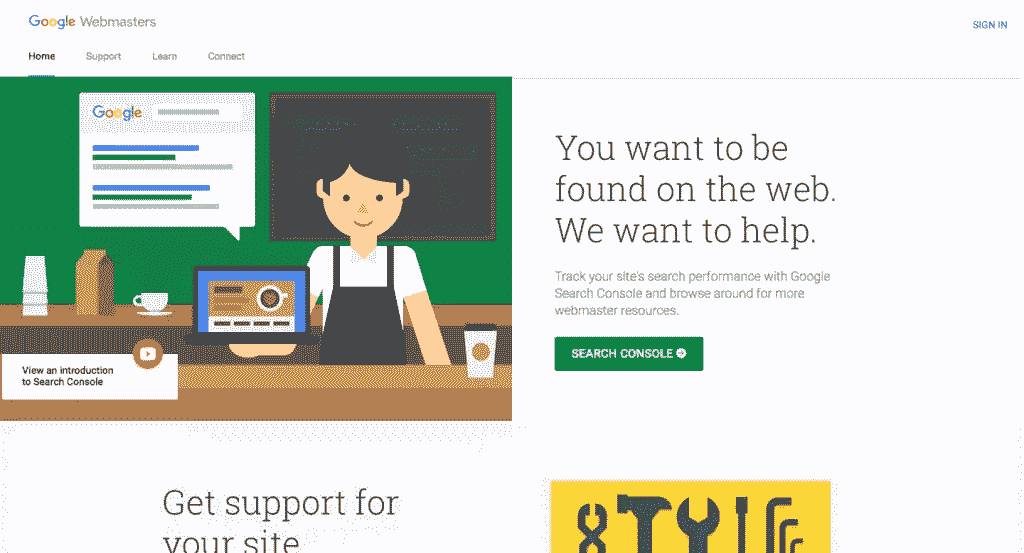 Google Webmasters
SIGN IN
Home Support Learn Connect
Google
You want to be
found on the web.
We want to help.
Track your site's search performance with Google
Search Console and browse around for more
webmaster resources.
SEARCH CONSOLE
View an introduction
to Search Console
Get support for
your site